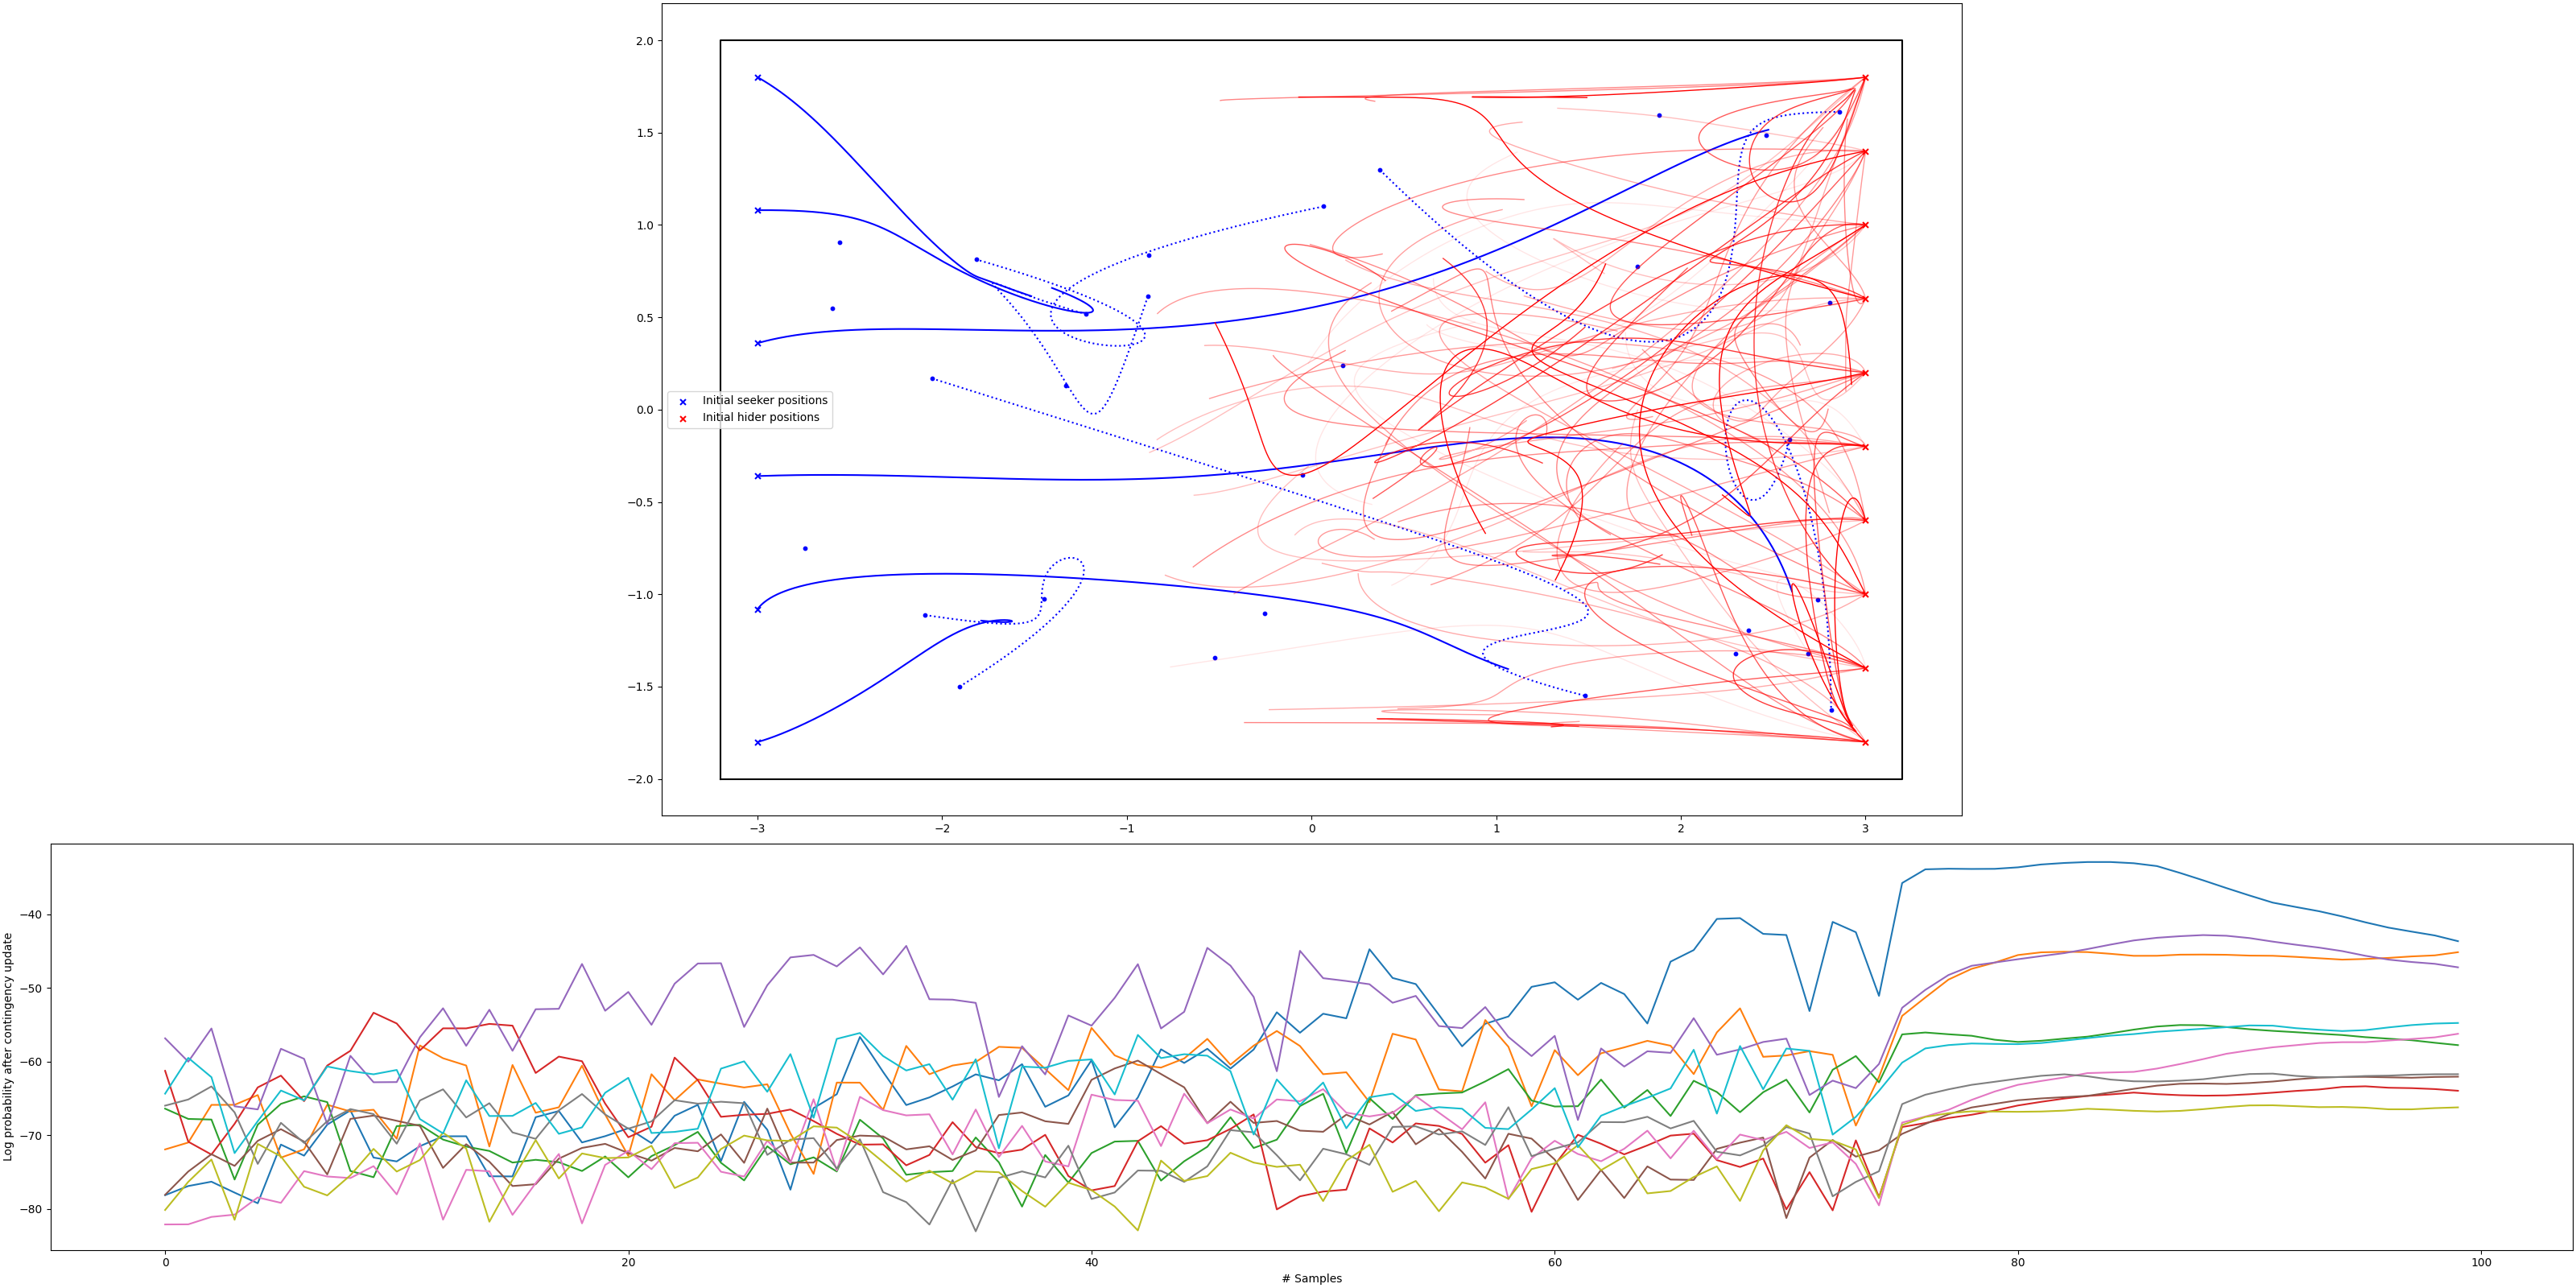 2.0
1.5
1.0
0.5
0.0
−0.5
−1.0
−1.5
−2.0
Initial seeker positions
Initial hider positions
−3 −2 −1 0 1 2 3
Log probability after contingency update
−40
−50
−60
−70
−80
0 20 40 60 80 100
# Samples